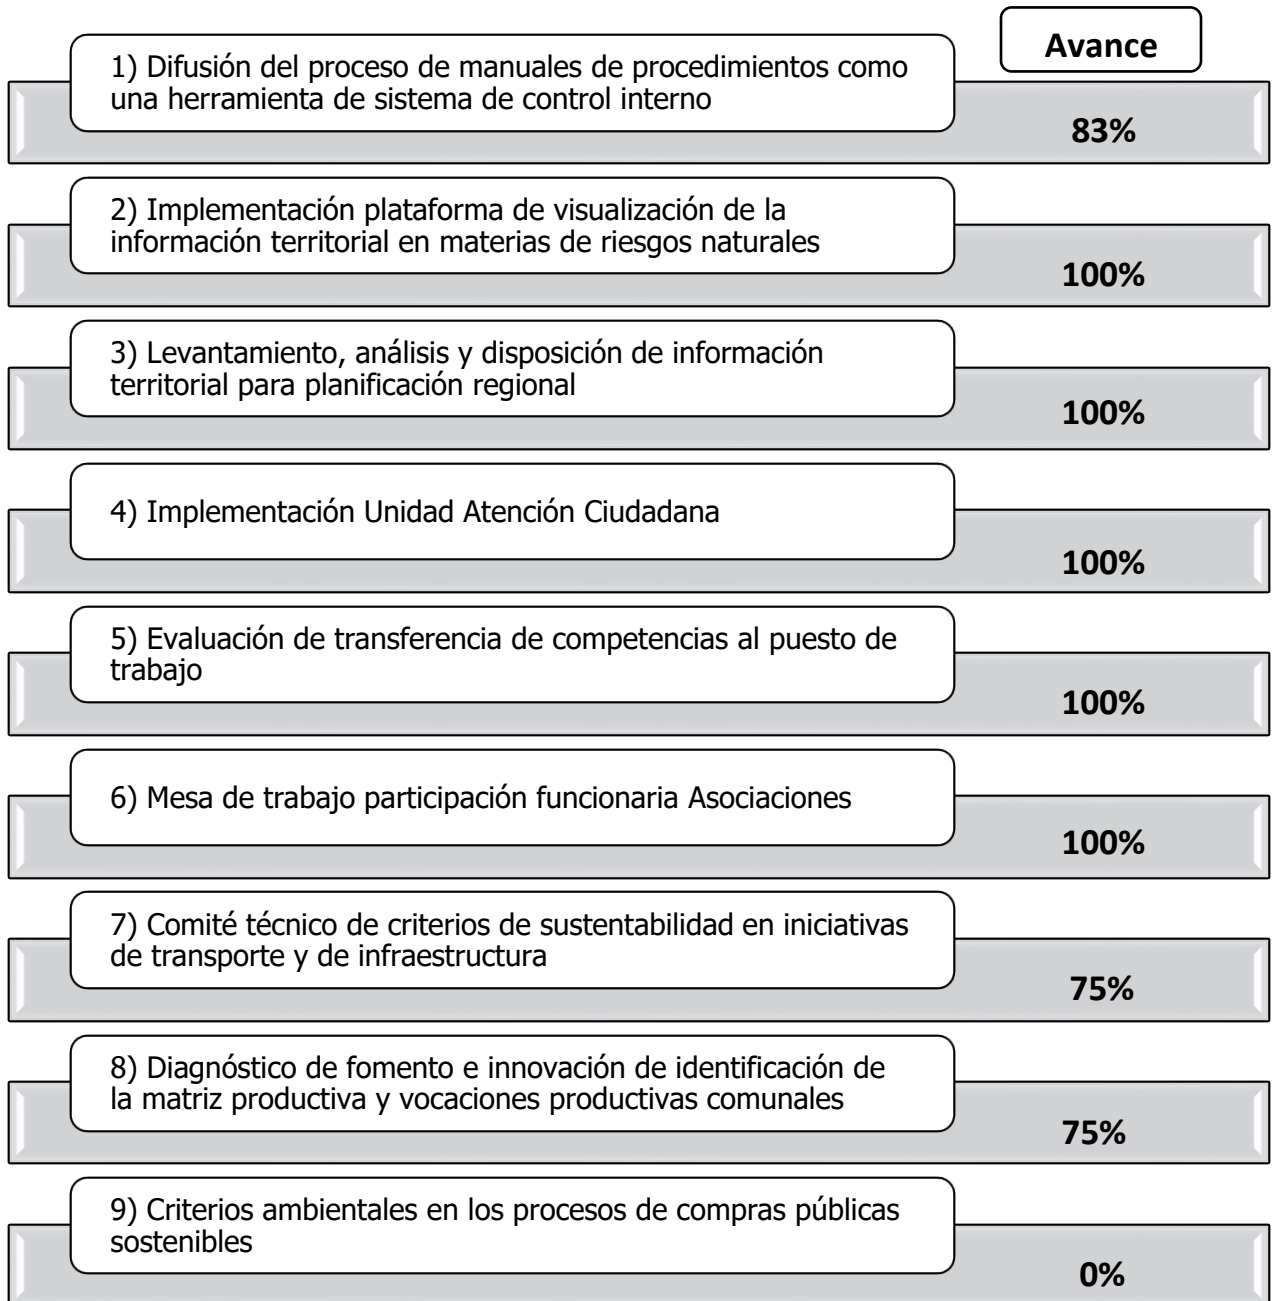 Avance
1) Difusión del proceso de manuales de procedimientos como
una herramienta de sistema de control interno
83%
2) Implementación plataforma de visualización de la
información territorial en materias de riesgos naturales
100%
3) Levantamiento, análisis y disposición de información
territorial para planificación regional
100%
4) Implementación Unidad Atención Ciudadana
100%
5) Evaluación de transferencia de competencias al puesto de
trabajo
100%
6) Mesa de trabajo participación funcionaria Asociaciones
100%
7) Comité técnico de criterios de sustentabilidad en iniciativas
de transporte y de infraestructura
75%
8) Diagnóstico de fomento e innovación de identificación de
la matriz productiva y vocaciones productivas comunales
75%
9) Criterios ambientales en los procesos de compras públicas
sostenibles
0%